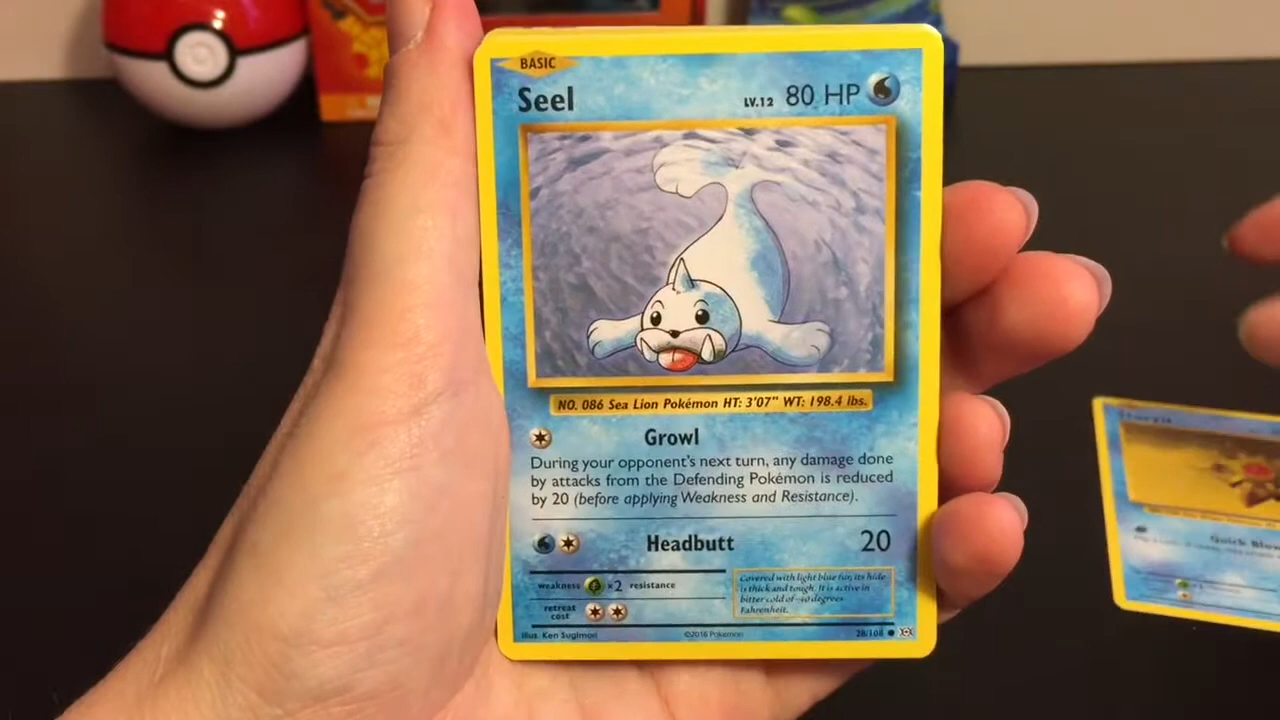 BASIC
Seel
LV.12 80 HP
NO. 086 Sea Lion Pokémon HT: 3'07" WT: 198.4 lbs.
Growl
During your opponent's next turn, any damage done
by attacks from the Defending Pokémon is reduced
by 20 (before applying Weakness and Resistance).
Headbutt 20
weakness ×2 resistance
retreat
cost
Covered with light blue fur, its hide
is thick and tough. It is active in
bitter cold of -40 degrees
Fahrenheit.
Illus. Ken Sugimori ©2016 Pokémon 28/108
Staryu
Quick Blow